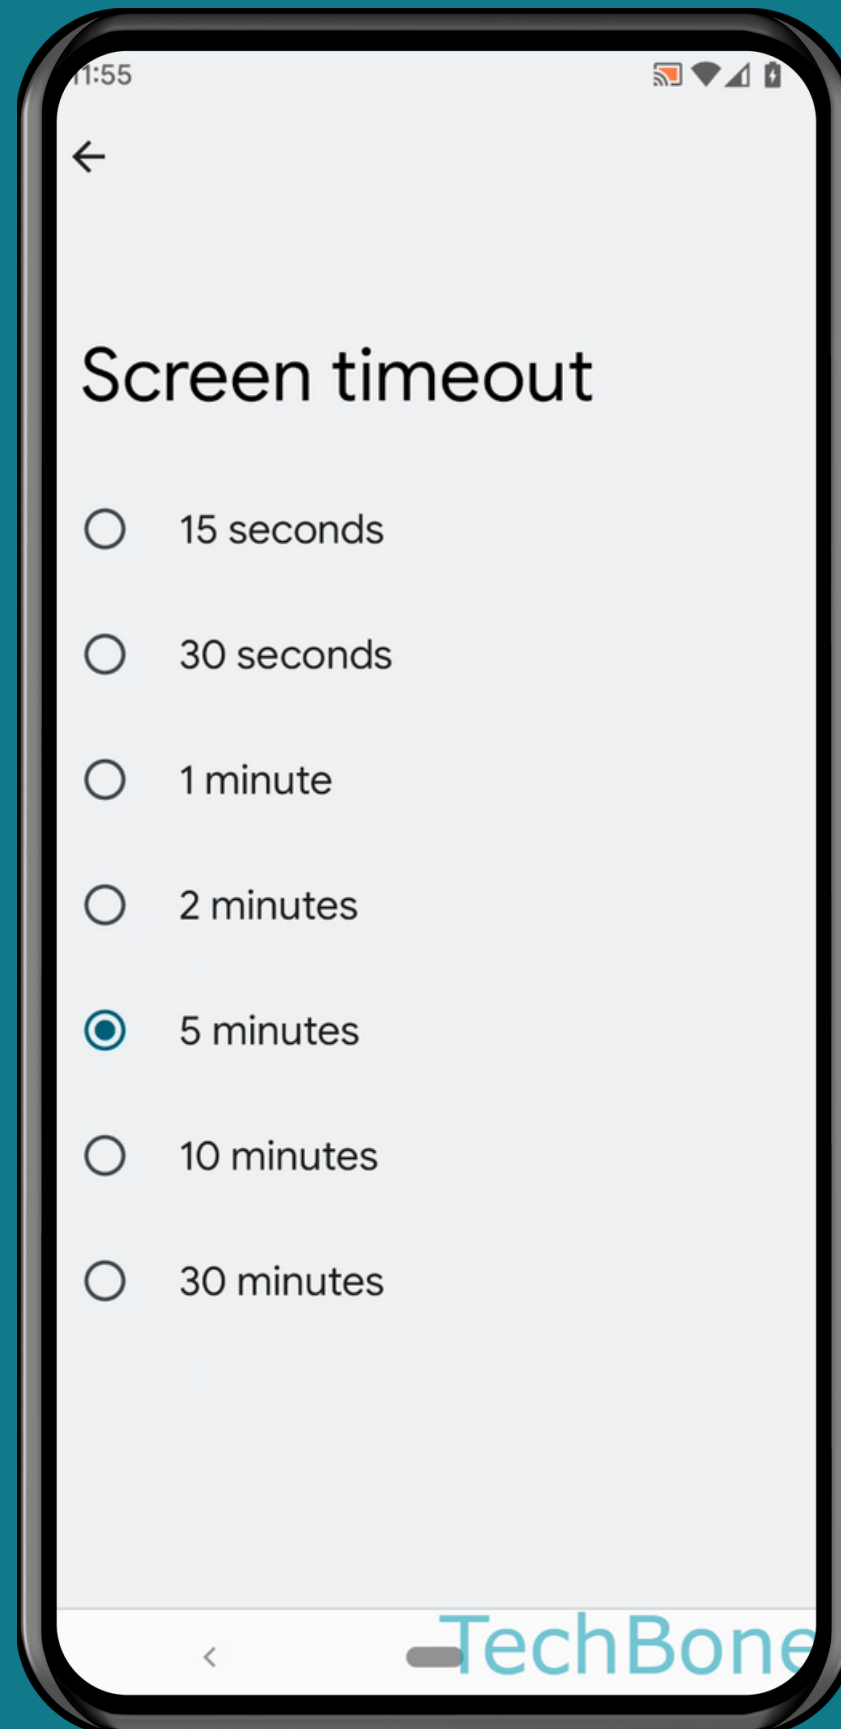 11:55
Screen timeout
15 seconds
30 seconds
1 minute
2 minutes
5 minutes
10 minutes
30 minutes
TechBone